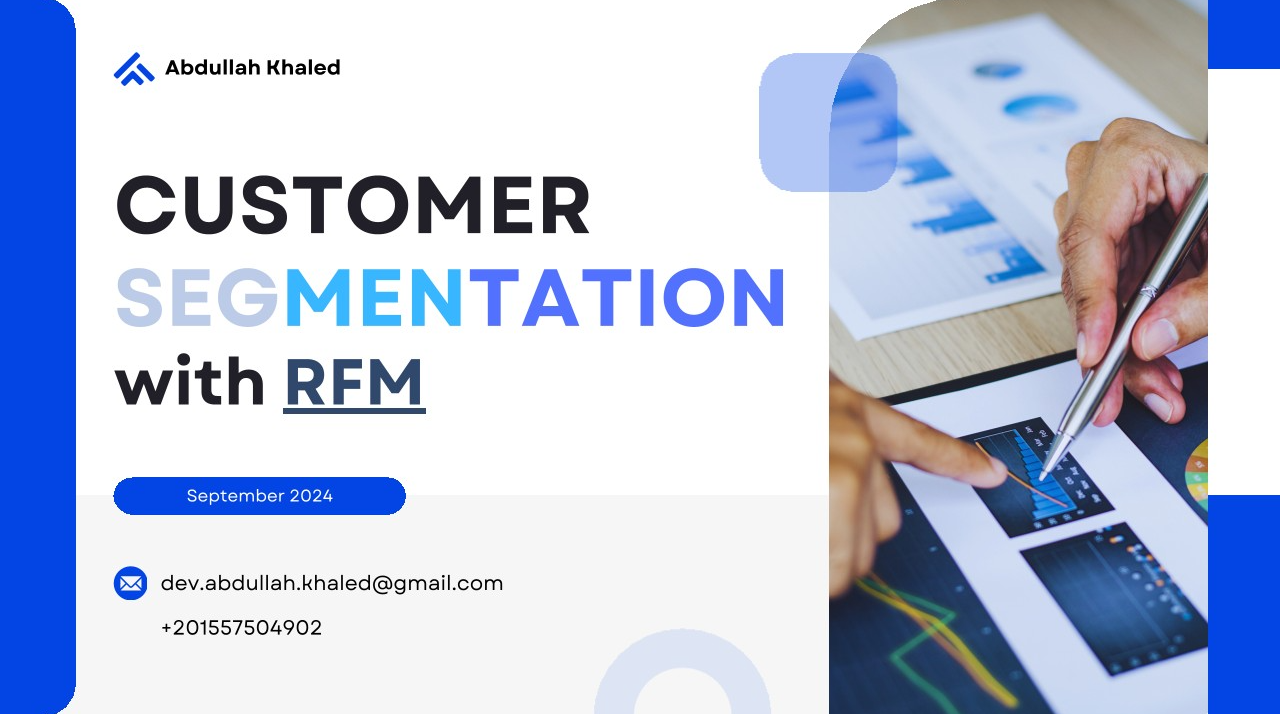 Abdullah Khaled
CUSTOMER
SEGMENTATION
with RFM
September 2024
dev.abdullah.khaled@gmail.com
+201557504902